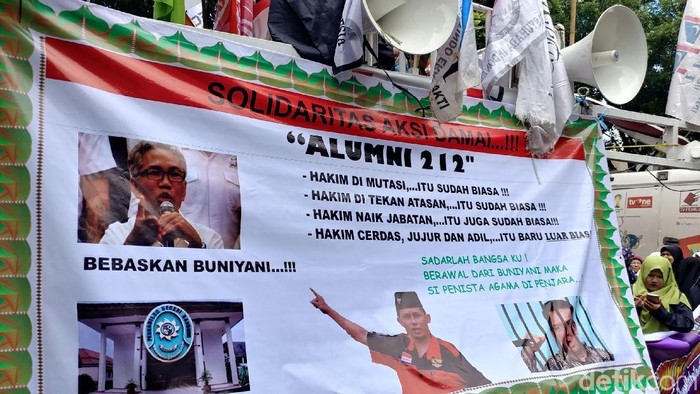 SOLIDARITAS AKSI DAMAI...!!!
“ALUMNI 212"
- HAKIM DI MUTASI,...ITU SUDAH BIASA !!!
- HAKIM DI TEKAN ATASAN,...ITU SUDAH BIASA !!!
- HAKIM NAIK JABATAN,...ITU JUGA SUDAH BIASA!!!
- HAKIM CERDAS, JUJUR DAN ADIL,...ITU BARU LUAR BIASA
BEBASKAN BUNIYANI...!!!
SADARLAH BANGSA KU !
BERAWAL DARI BUNIYANI MAKA
SI PENISTA AGAMA DI PENJARA...
tvOne
detikcom